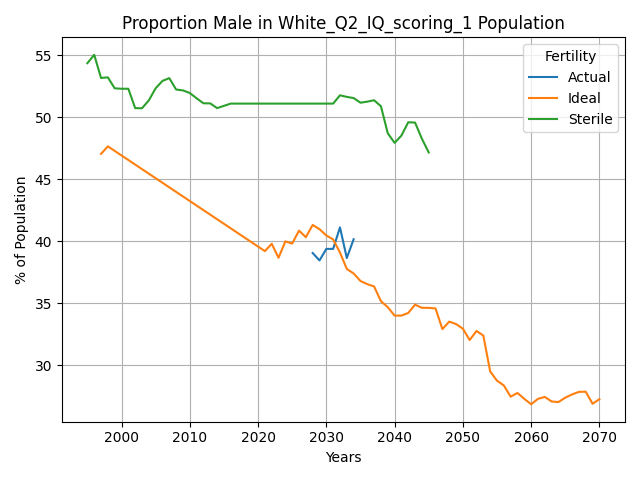 Proportion Male in White_Q2_IQ_scoring_1 Population
Fertility
Actual
Ideal
Sterile
% of Population
55
50
45
40
35
30
2000 2010 2020 2030 2040 2050 2060 2070
Years